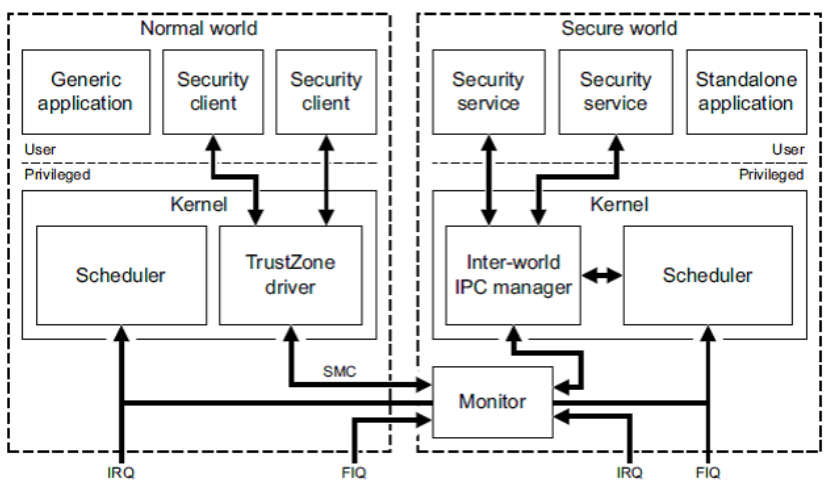 Normal world
Secure world
Generic
application
Security
client
Security
client
Security
service
Security
service
Standalone
application
User
User
Privileged
Privileged
Kernel
Kernel
Scheduler
TrustZone
driver
Inter-world
IPC manager
Scheduler
SMC
Monitor
IRQ
FIQ
IRQ
FIQ